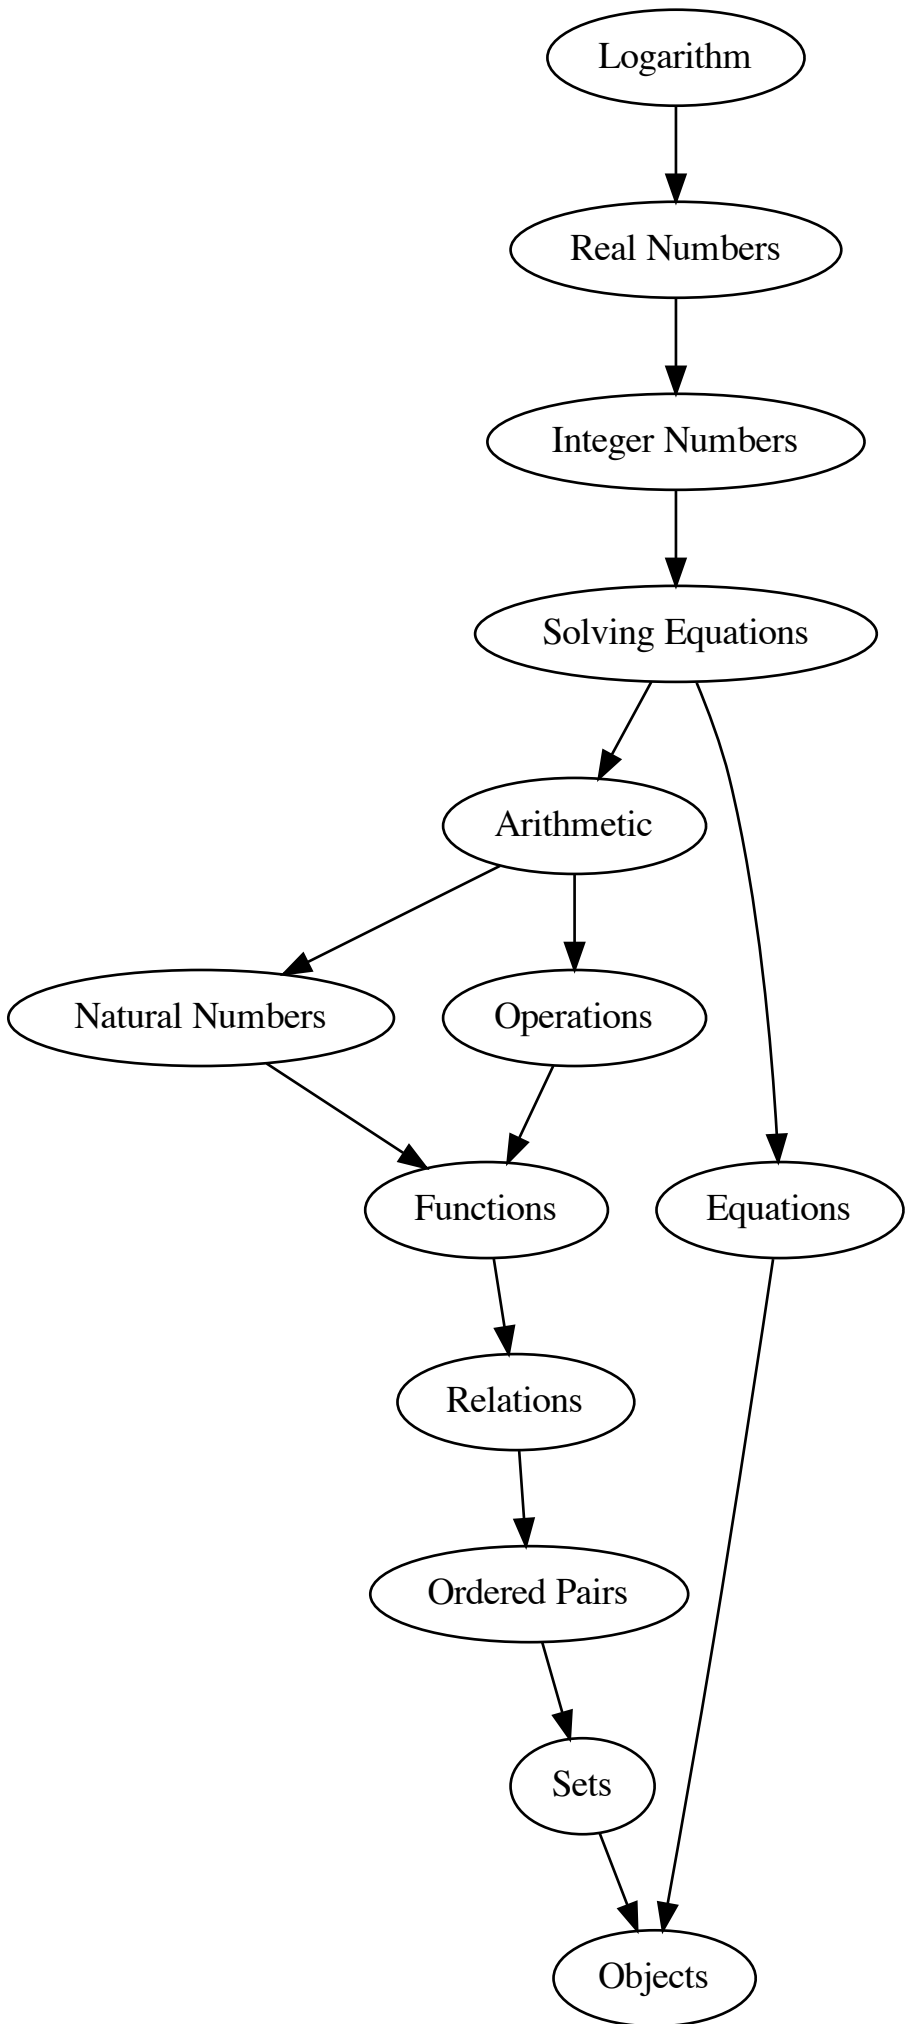 Logarithm
Real Numbers
Integer Numbers
Solving Equations
Arithmetic
Natural Numbers
Operations
Functions
Equations
Relations
Ordered Pairs
Sets
Objects